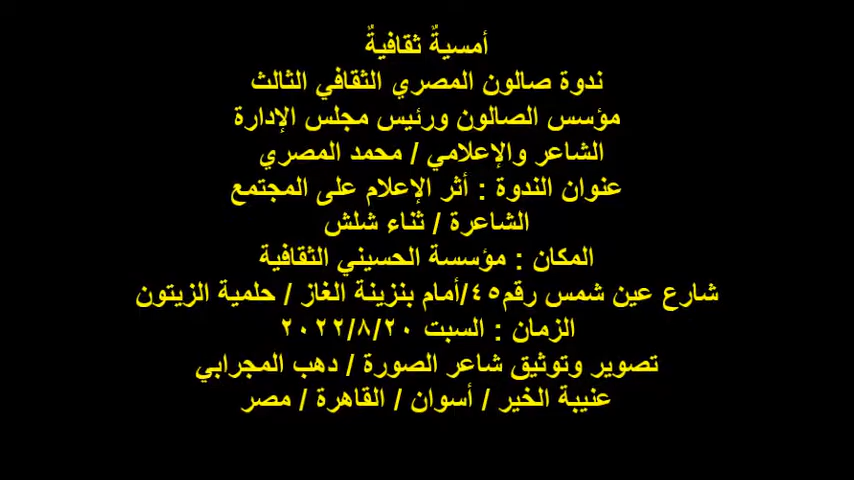 أمسيةٌ ثقافيةٌ
ندوة صالون المصري الثقافي الثالث
مؤسس الصالون ورئيس مجلس الإدارة
الشاعر والإعلامي / محمد المصري
عنوان الندوة : أثر الإعلام على المجتمع
الشاعرة / ثناء شلش
المكان : مؤسسة الحسيني الثقافية
شارع عين شمس رقم٤٥/أمام بنزينة الغاز / حلمية الزيتون
الزمان : السبت ٢٠٢٢/٨/٢٠
تصوير وتوثيق شاعر الصورة / دهب المجرابي
عنيبة الخير / أسوان / القاهرة / مصر